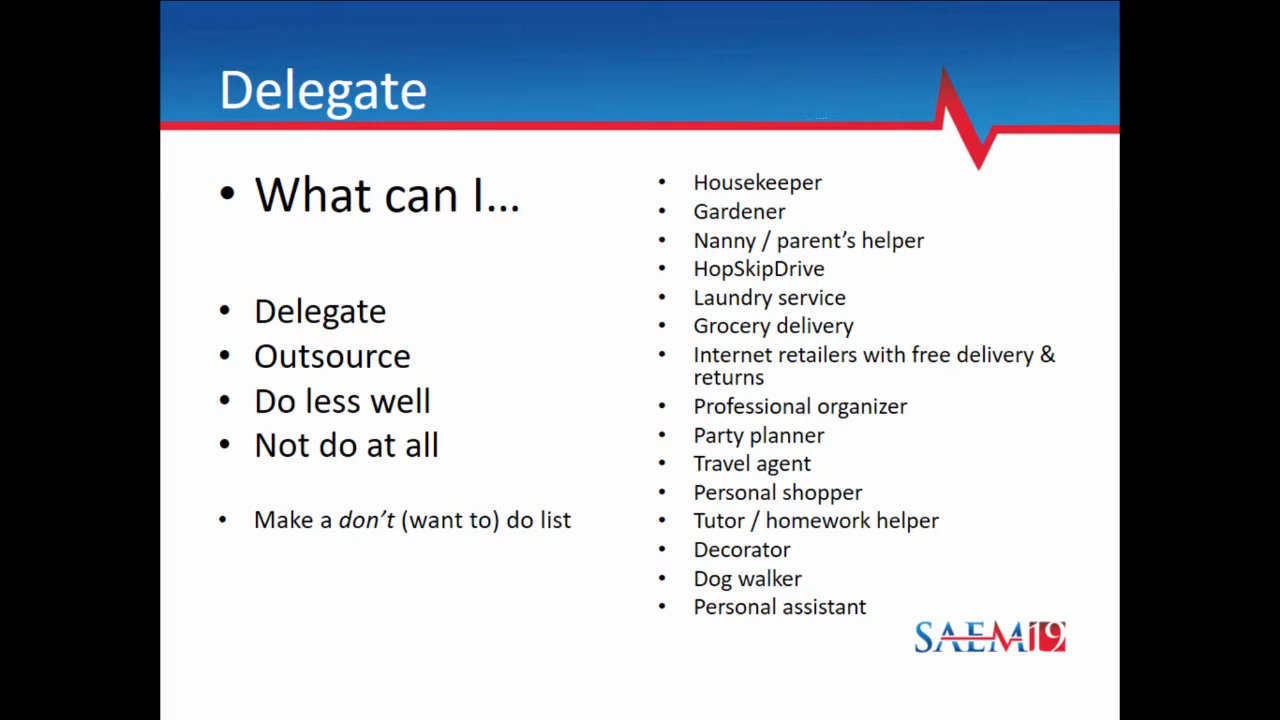 Delegate
• What can I...
• Delegate
• Outsource
• Do less well
• Not do at all
• Make a don't (want to) do list
• Housekeeper
• Gardener
• Nanny / parent's helper
• HopSkipDrive
• Laundry service
• Grocery delivery
• Internet retailers with free delivery &
returns
• Professional organizer
• Party planner
• Travel agent
• Personal shopper
• Tutor / homework helper
• Decorator
• Dog walker
• Personal assistant
SAEM19